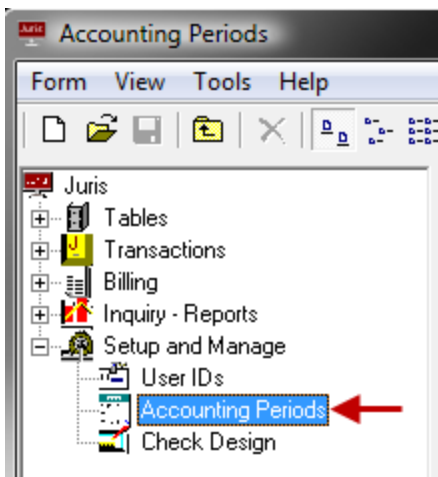 Accounting Periods
Form View Tools Help
Juris
Tables
Transactions
Billing
Inquiry - Reports
Setup and Manage
User IDs
Accounting Periods
Check Design